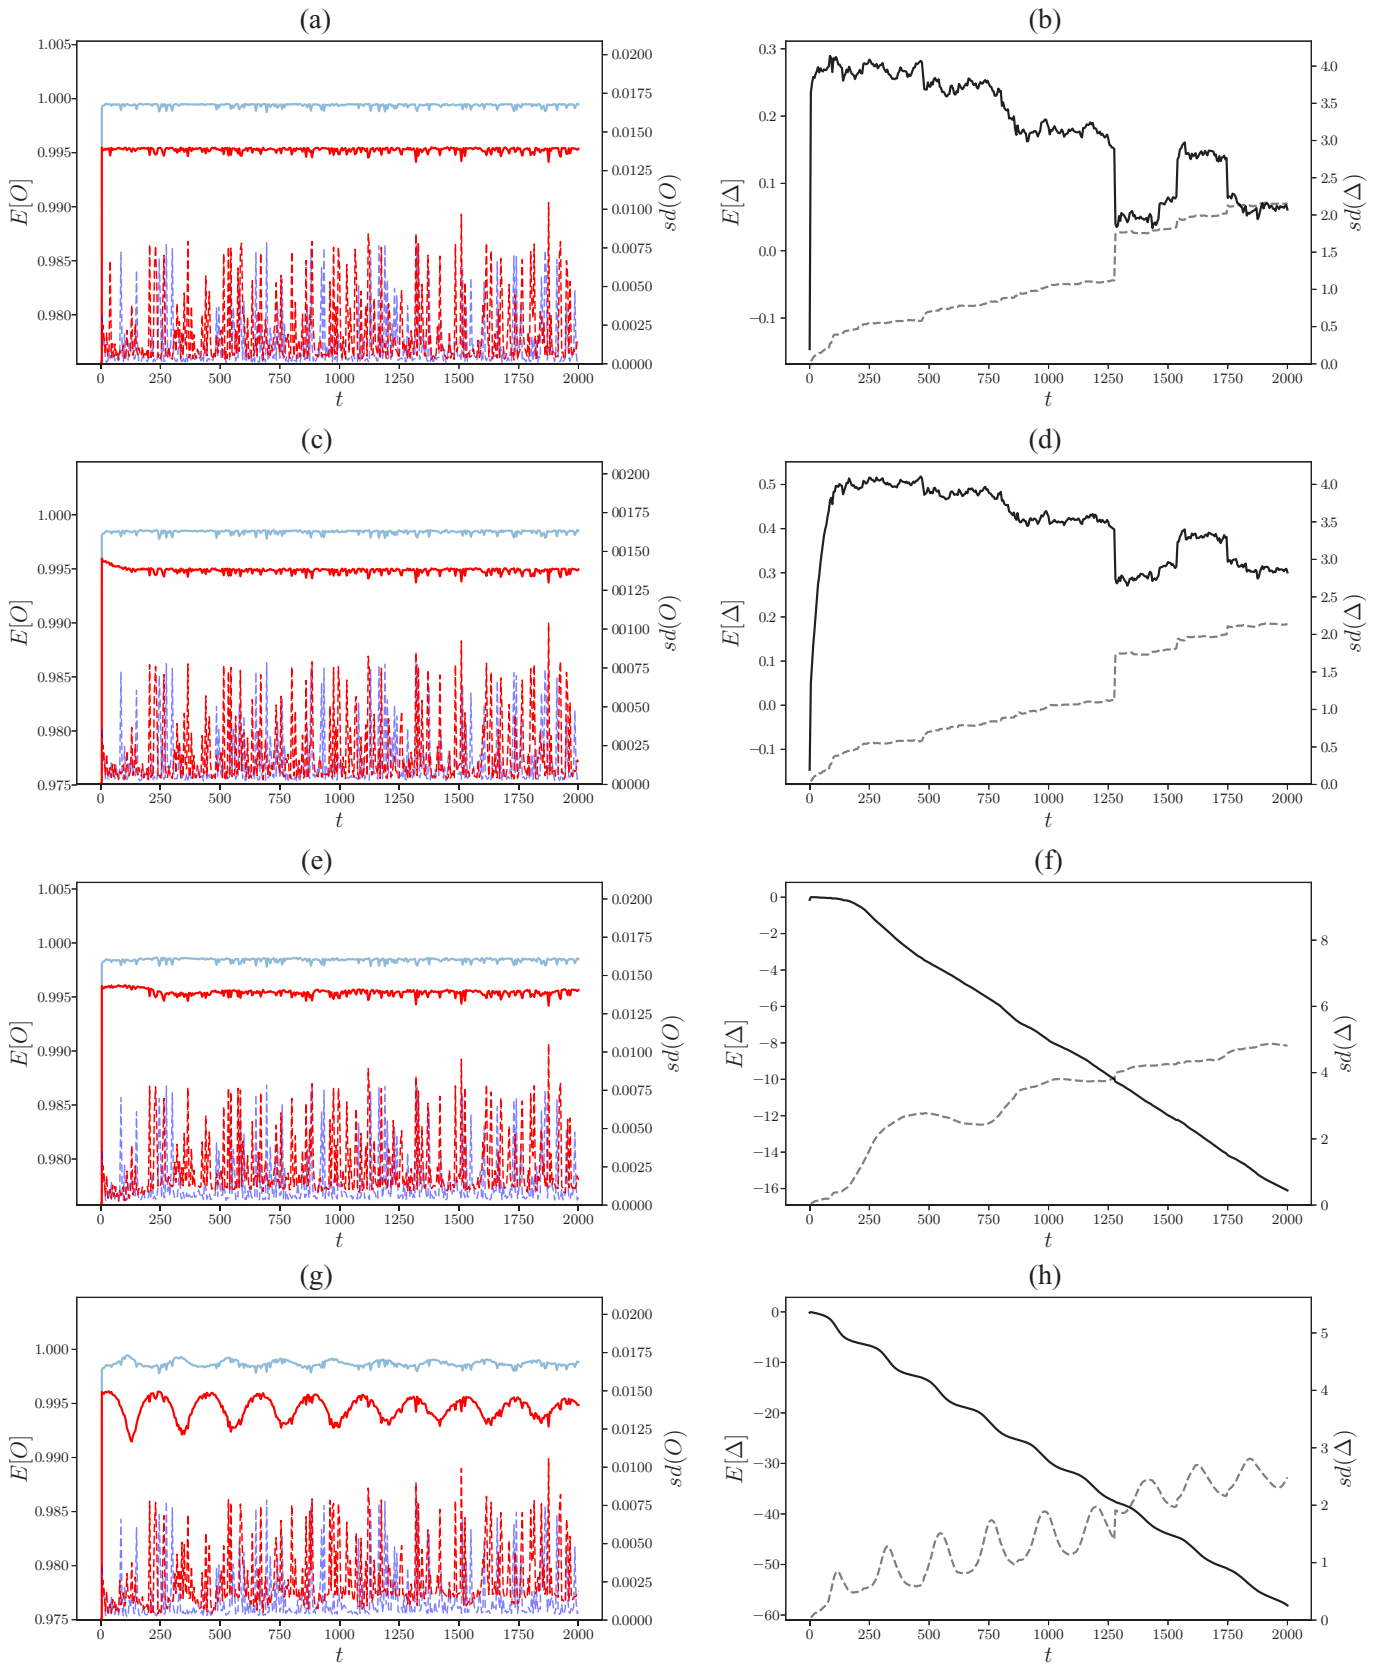 (a)
1.005
1.000
0.995
0.990
0.985
0.980
E[O]
0.0200
0.0175
0.0150
0.0125
0.0100
0.0075
0.0050
0.0025
0.0000
sd(O)
0 250 500 750 1000 1250 1500 1750 2000
t
(b)
0.3
0.2
0.1
0.0
−0.1
E[Δ]
4.0
3.5
3.0
2.5
2.0
1.5
1.0
0.5
0.0
sd(Δ)
0 250 500 750 1000 1250 1500 1750 2000
t
(c)
1.000
0.995
0.990
0.985
0.980
0.975
E[O]
00200
00175
00150
00125
00100
00075
00050
00025
00000
sd(O)
0 250 500 750 1000 1250 1500 1750 2000
t
(d)
0.5
0.4
0.3
0.2
0.1
0.0
−0.1
E[Δ]
4.0
3.5
3.0
2.5
2.0
1.5
1.0
0.5
0.0
sd(Δ)
0 250 500 750 1000 1250 1500 1750 2000
t
(e)
1.005
1.000
0.995
0.990
0.985
0.980
E[O]
0.0200
0.0175
0.0150
0.0125
0.0100
0.0075
0.0050
0.0025
0.0000
sd(O)
0 250 500 750 1000 1250 1500 1750 2000
t
(f)
0
−2
−4
−6
−8
−10
−12
−14
−16
E[Δ]
8
6
4
2
0
sd(Δ)
0 250 500 750 1000 1250 1500 1750 2000
t
(g)
1.000
0.995
0.990
0.985
0.980
0.975
E[O]
0.0200
0.0175
0.0150
0.0125
0.0100
0.0075
0.0050
0.0025
0.0000
sd(O)
0 250 500 750 1000 1250 1500 1750 2000
t
(h)
0
−10
−20
−30
−40
−50
−60
E[Δ]
5
4
3
2
1
0
sd(Δ)
0 250 500 750 1000 1250 1500 1750 2000
t